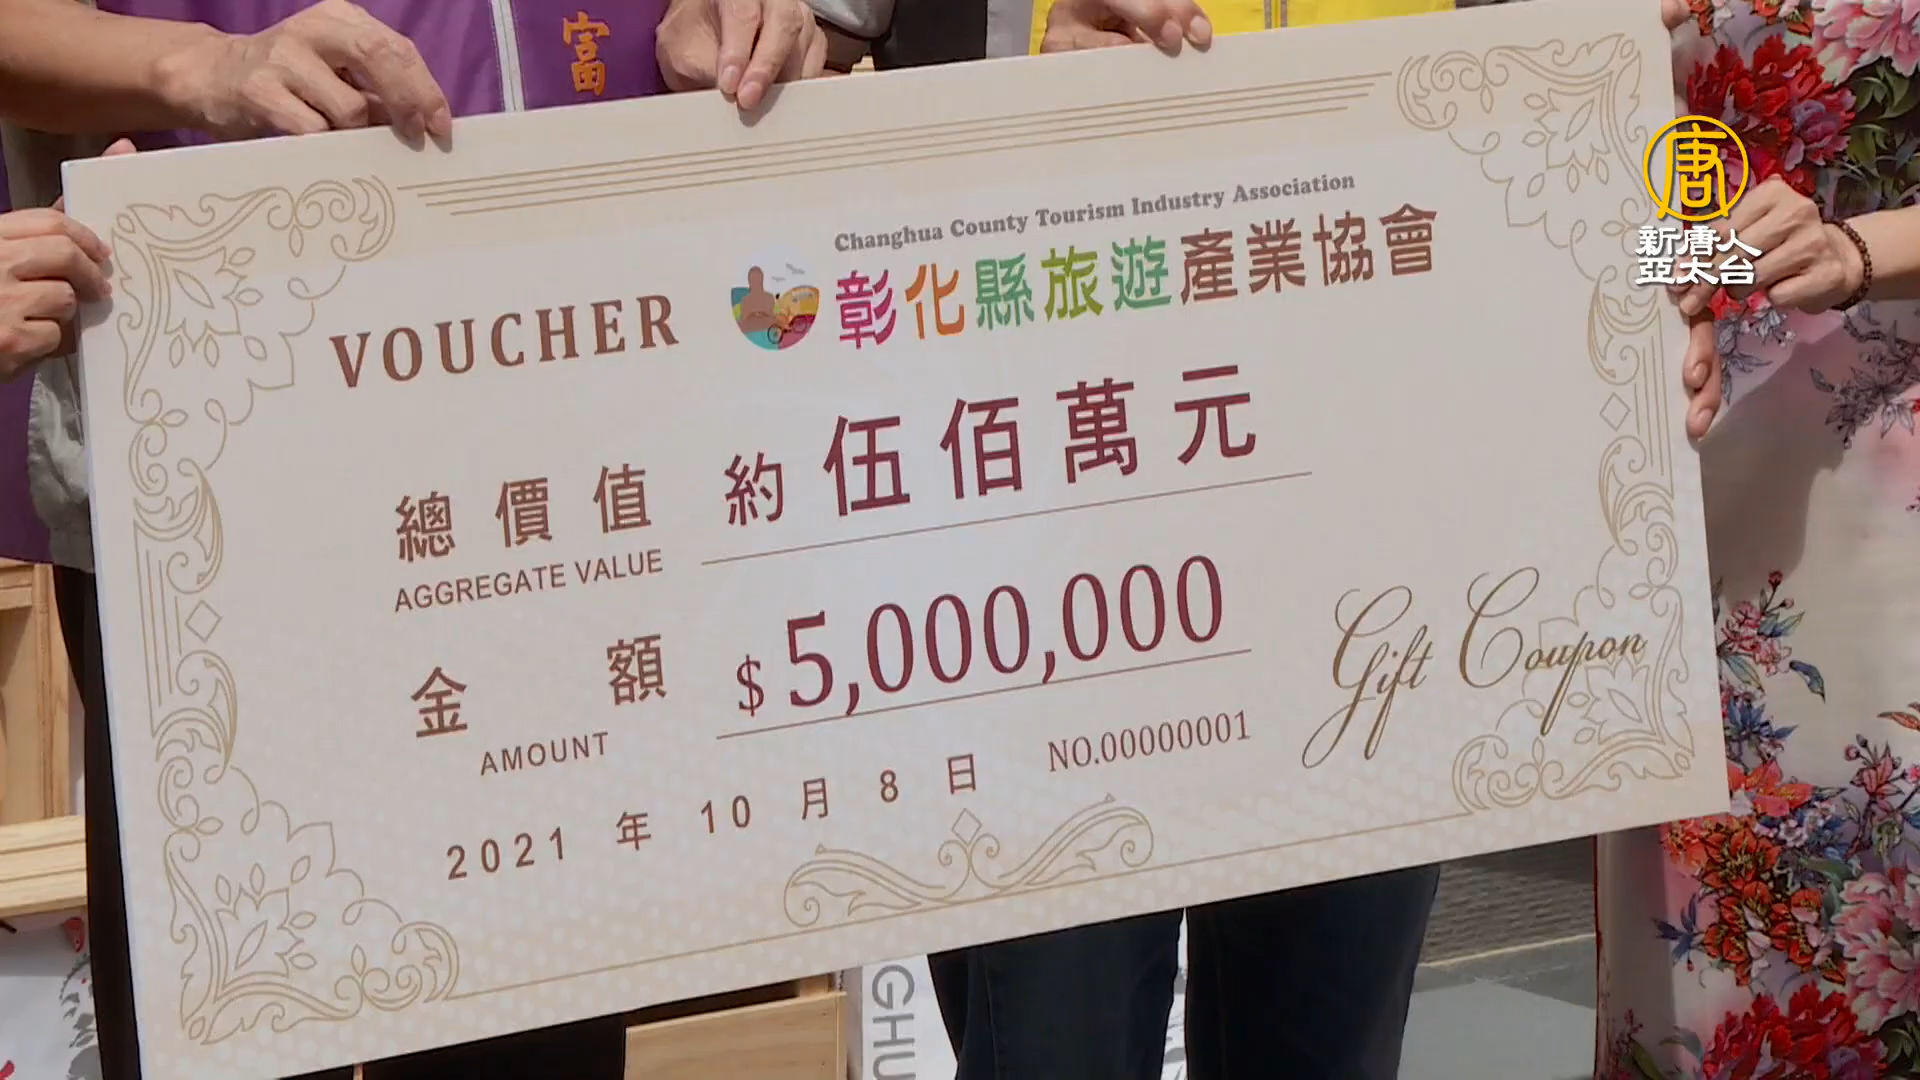 富
Changhua County Tourism Industry Association
彰化縣旅遊產業協會
VOUCHER
總價值 約伍佰萬元
AGGREGATE VALUE
金額 $5,000,000
AMOUNT
Gift Coupon
2021 年 10 月 8 日 NO.00000001
唐
新唐人
亞太台
GHU